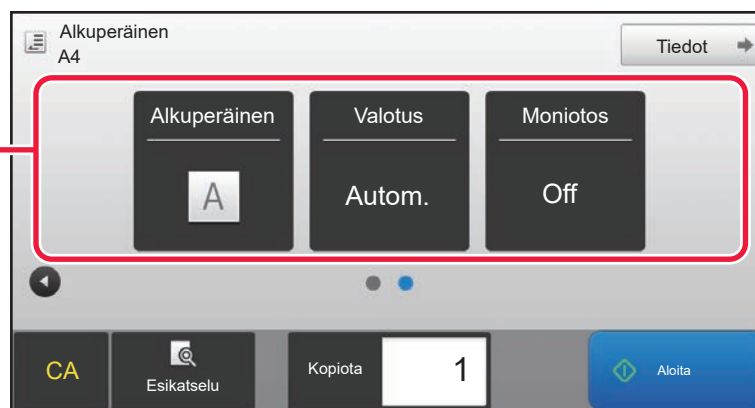 Alkuperäinen
A4
Tiedot
Alkuperäinen
Valotus
Moniotos
A
Autom.
Off
CA
Esikatselu
Kopiota
1
Aloita